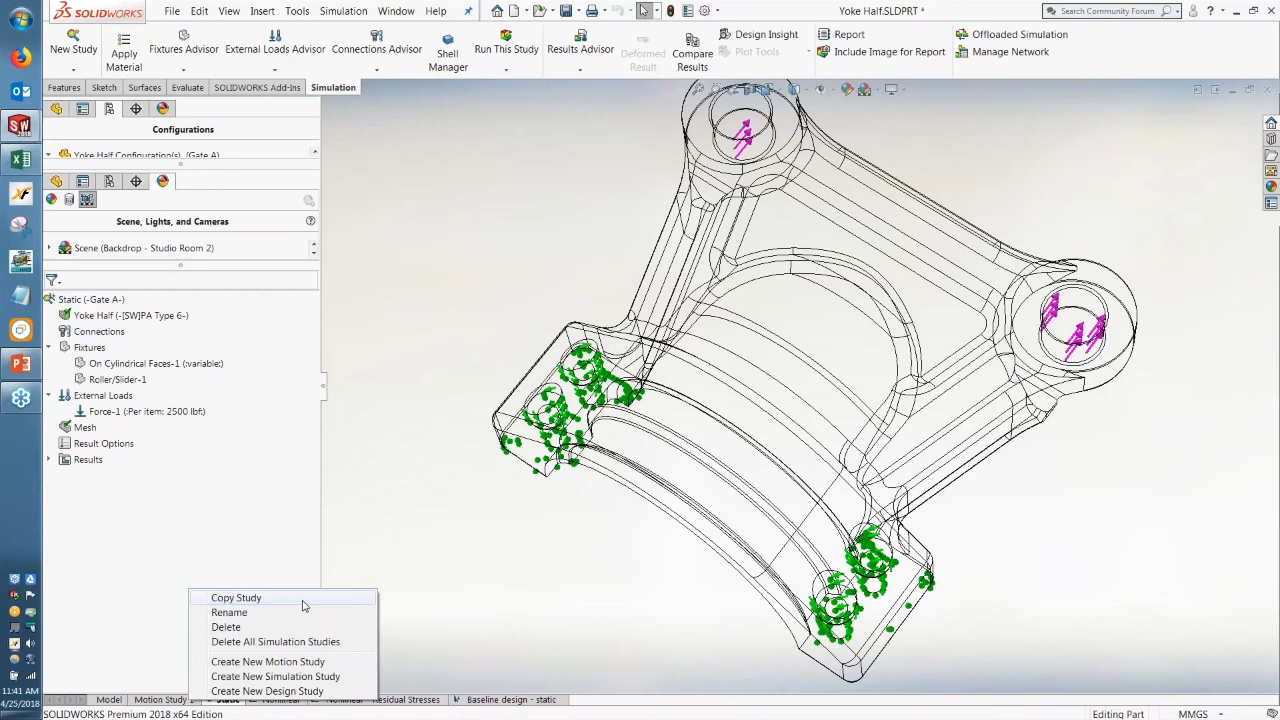 SOLIDWORKS
File Edit View Insert Tools Simulation Window Help
Yoke Half.SLDPRT *
Search Community Forum
New Study
Apply Material
Fixtures Advisor
External Loads Advisor
Connections Advisor
Shell Manager
Run This Study
Results Advisor
Deformed Result
Compare Results
Design Insight
Plot Tools
Report
Include Image for Report
Offloaded Simulation
Manage Network
Features Sketch Surfaces Evaluate SOLIDWORKS Add-Ins Simulation
Configurations
Yoke Half Configuration(s) (Gate A)
Scene, Lights, and Cameras
Scene (Backdrop - Studio Room 2)
Static (-Gate A-)
Yoke Half (-[SW]PA Type 6-)
Connections
Fixtures
On Cylindrical Faces-1 (:variable:)
Roller/Slider-1
External Loads
Force-1 (:Per item: 2500 lbf:)
Mesh
Result Options
Results
Copy Study
Rename
Delete
Delete All Simulation Studies
Create New Motion Study
Create New Simulation Study
Create New Design Study
Model Motion Study 1 Static Nonlinear Residual Stresses Baseline design - static
11:41 AM
4/25/2018
SOLIDWORKS Premium 2018 x64 Edition
Editing Part
MMGS